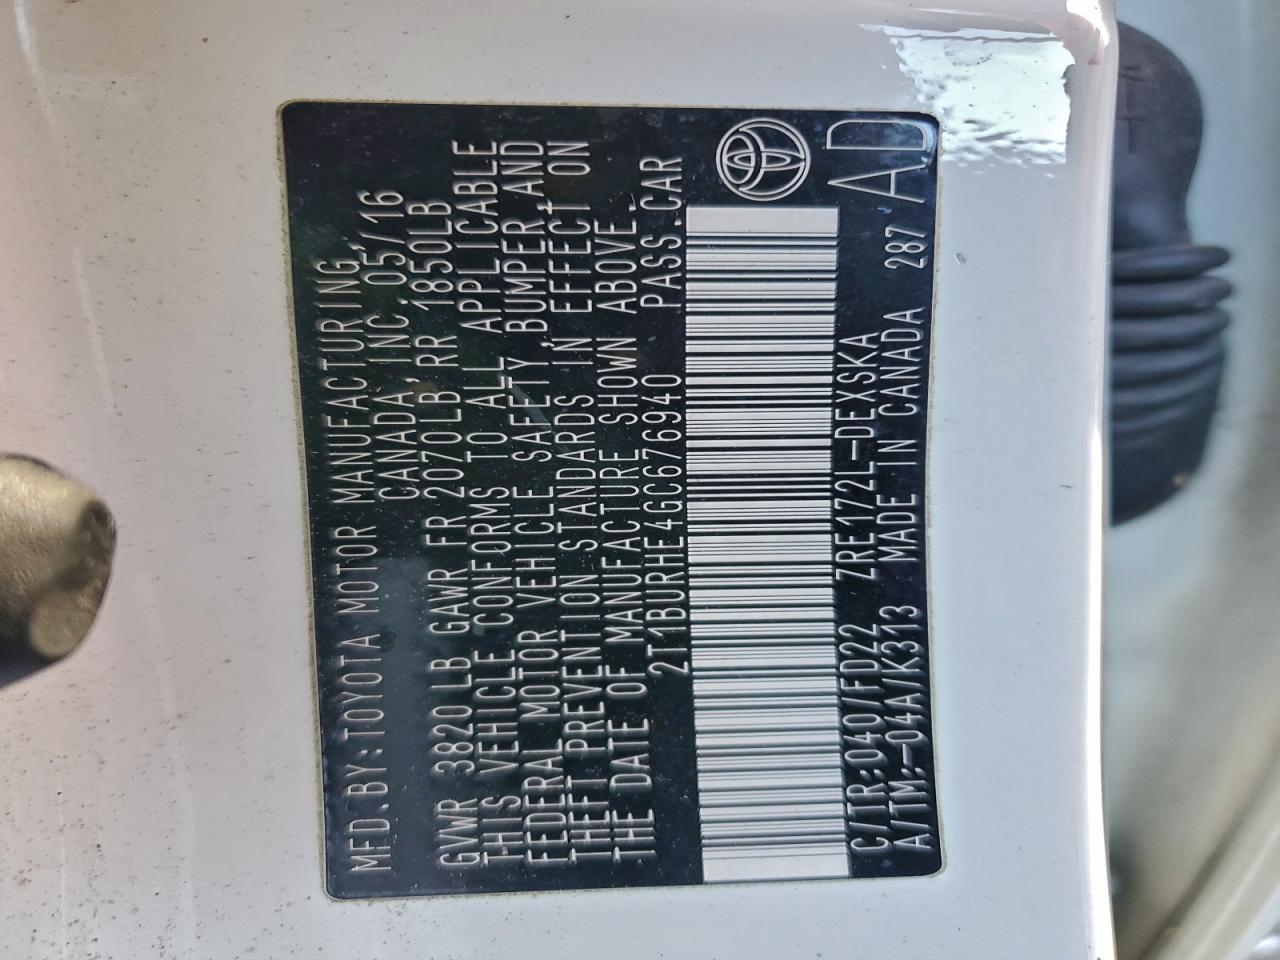 MFD.BY:TOYOTA MOTOR MANUFACTURING,
CANADA, INC.05/16
GVWR 3820LB GAWR FR 2070LB,RR 1850LB
THIS VEHICLE CONFORMS TO ALL APPLICABLE
FEDERAL MOTOR VEHICLE SAFETY,BUMPER,AND
THEFT PREVENTION STANDARDS IN EFFECT ON
THE DATE OF MANUFACTURE SHOWN ABOVE.
2T1BURHE4GC676940 PASS.CAR
C/TR:040/FD22 ZRE172L-DEXSKA
A/TM:-04A/K313 MADE IN CANADA 287 AD